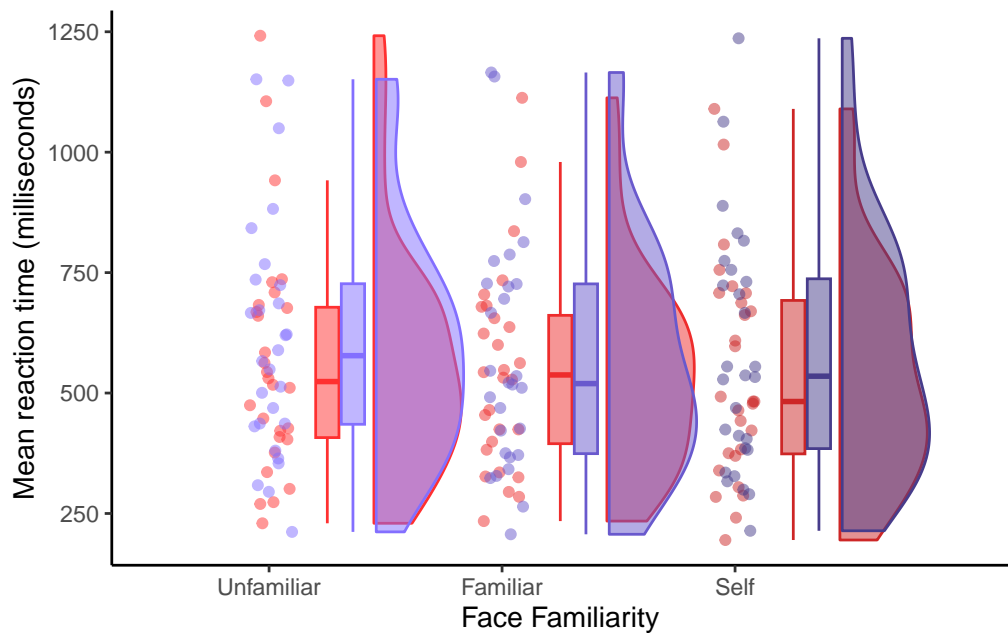 Mean reaction time (milliseconds)
1250
1000
750
500
250
Unfamiliar Familiar Self
Face Familiarity